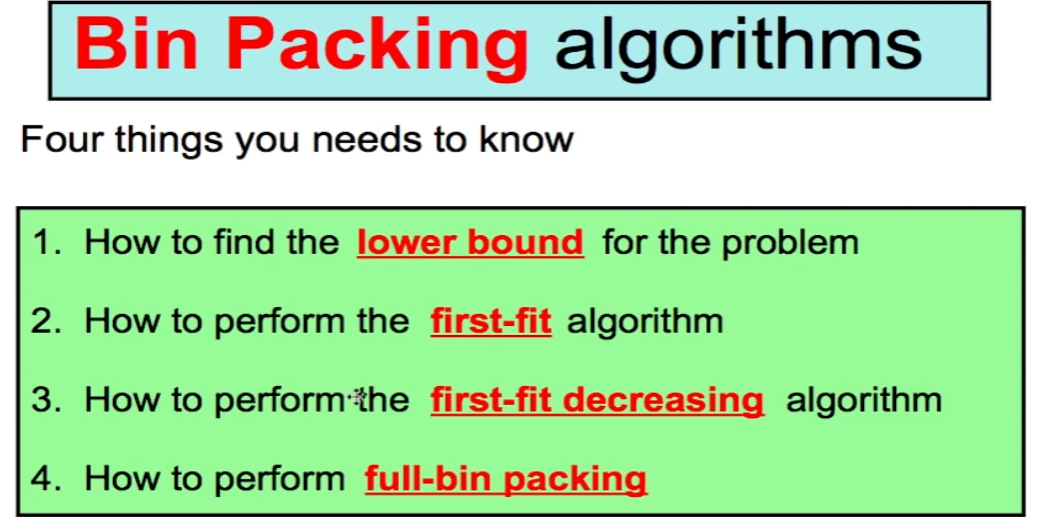 Bin Packing algorithms
Four things you needs to know
1. How to find the lower bound for the problem
2. How to perform the first-fit algorithm
3. How to perform the first-fit decreasing algorithm
4. How to perform full-bin packing